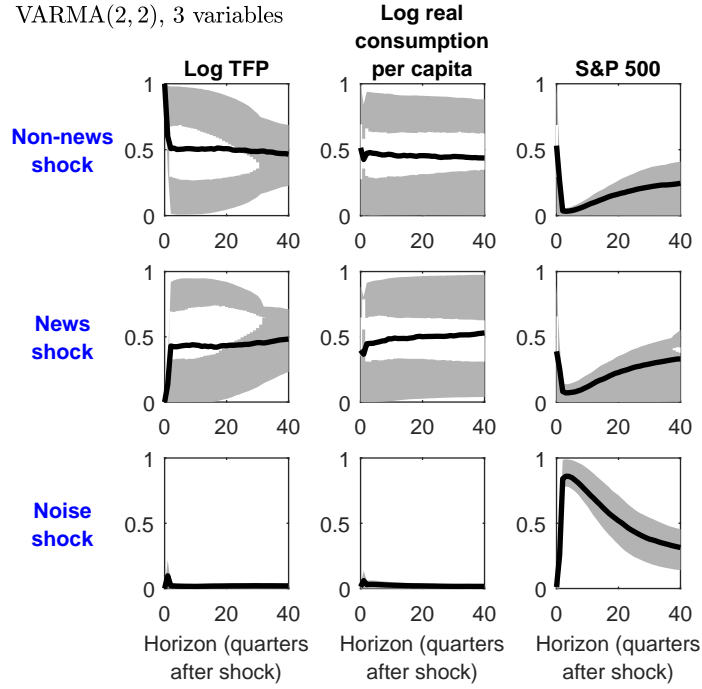 VARMA(2, 2), 3 variables
Log TFP
Log real
consumption
per capita
S&P 500
Non-news
shock
1
0.5
0
0 20 40
1
0.5
0
0 20 40
1
0.5
0
0 20 40
News
shock
1
0.5
0
0 20 40
1
0.5
0
0 20 40
1
0.5
0
0 20 40
Noise
shock
1
0.5
0
0 20 40
1
0.5
0
0 20 40
1
0.5
0
0 20 40
Horizon (quarters
after shock)
Horizon (quarters
after shock)
Horizon (quarters
after shock)